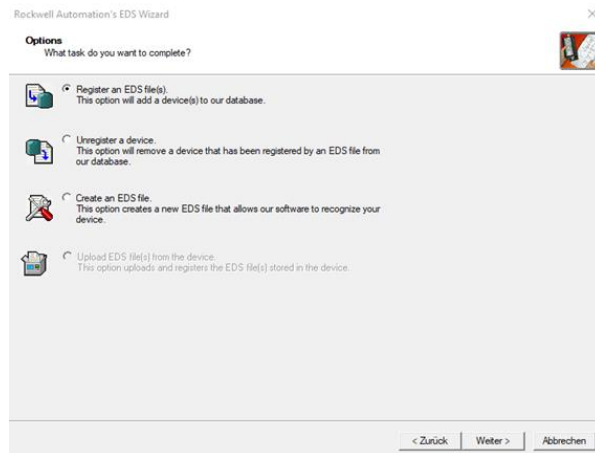 Rockwell Automation's EDS Wizard
Options
What task do you want to complete?
Register an EDS file(s).
This option will add a device(s) to our database.
Unregister a device.
This option will remove a device that has been registered by an EDS file from
our database.
Create an EDS file.
This option creates a new EDS file that allows our software to recognize your
device.
Upload EDS file(s) from the device.
This option uploads and registers the EDS file(s) stored in the device.
< Zurück Weiter > Abbrechen